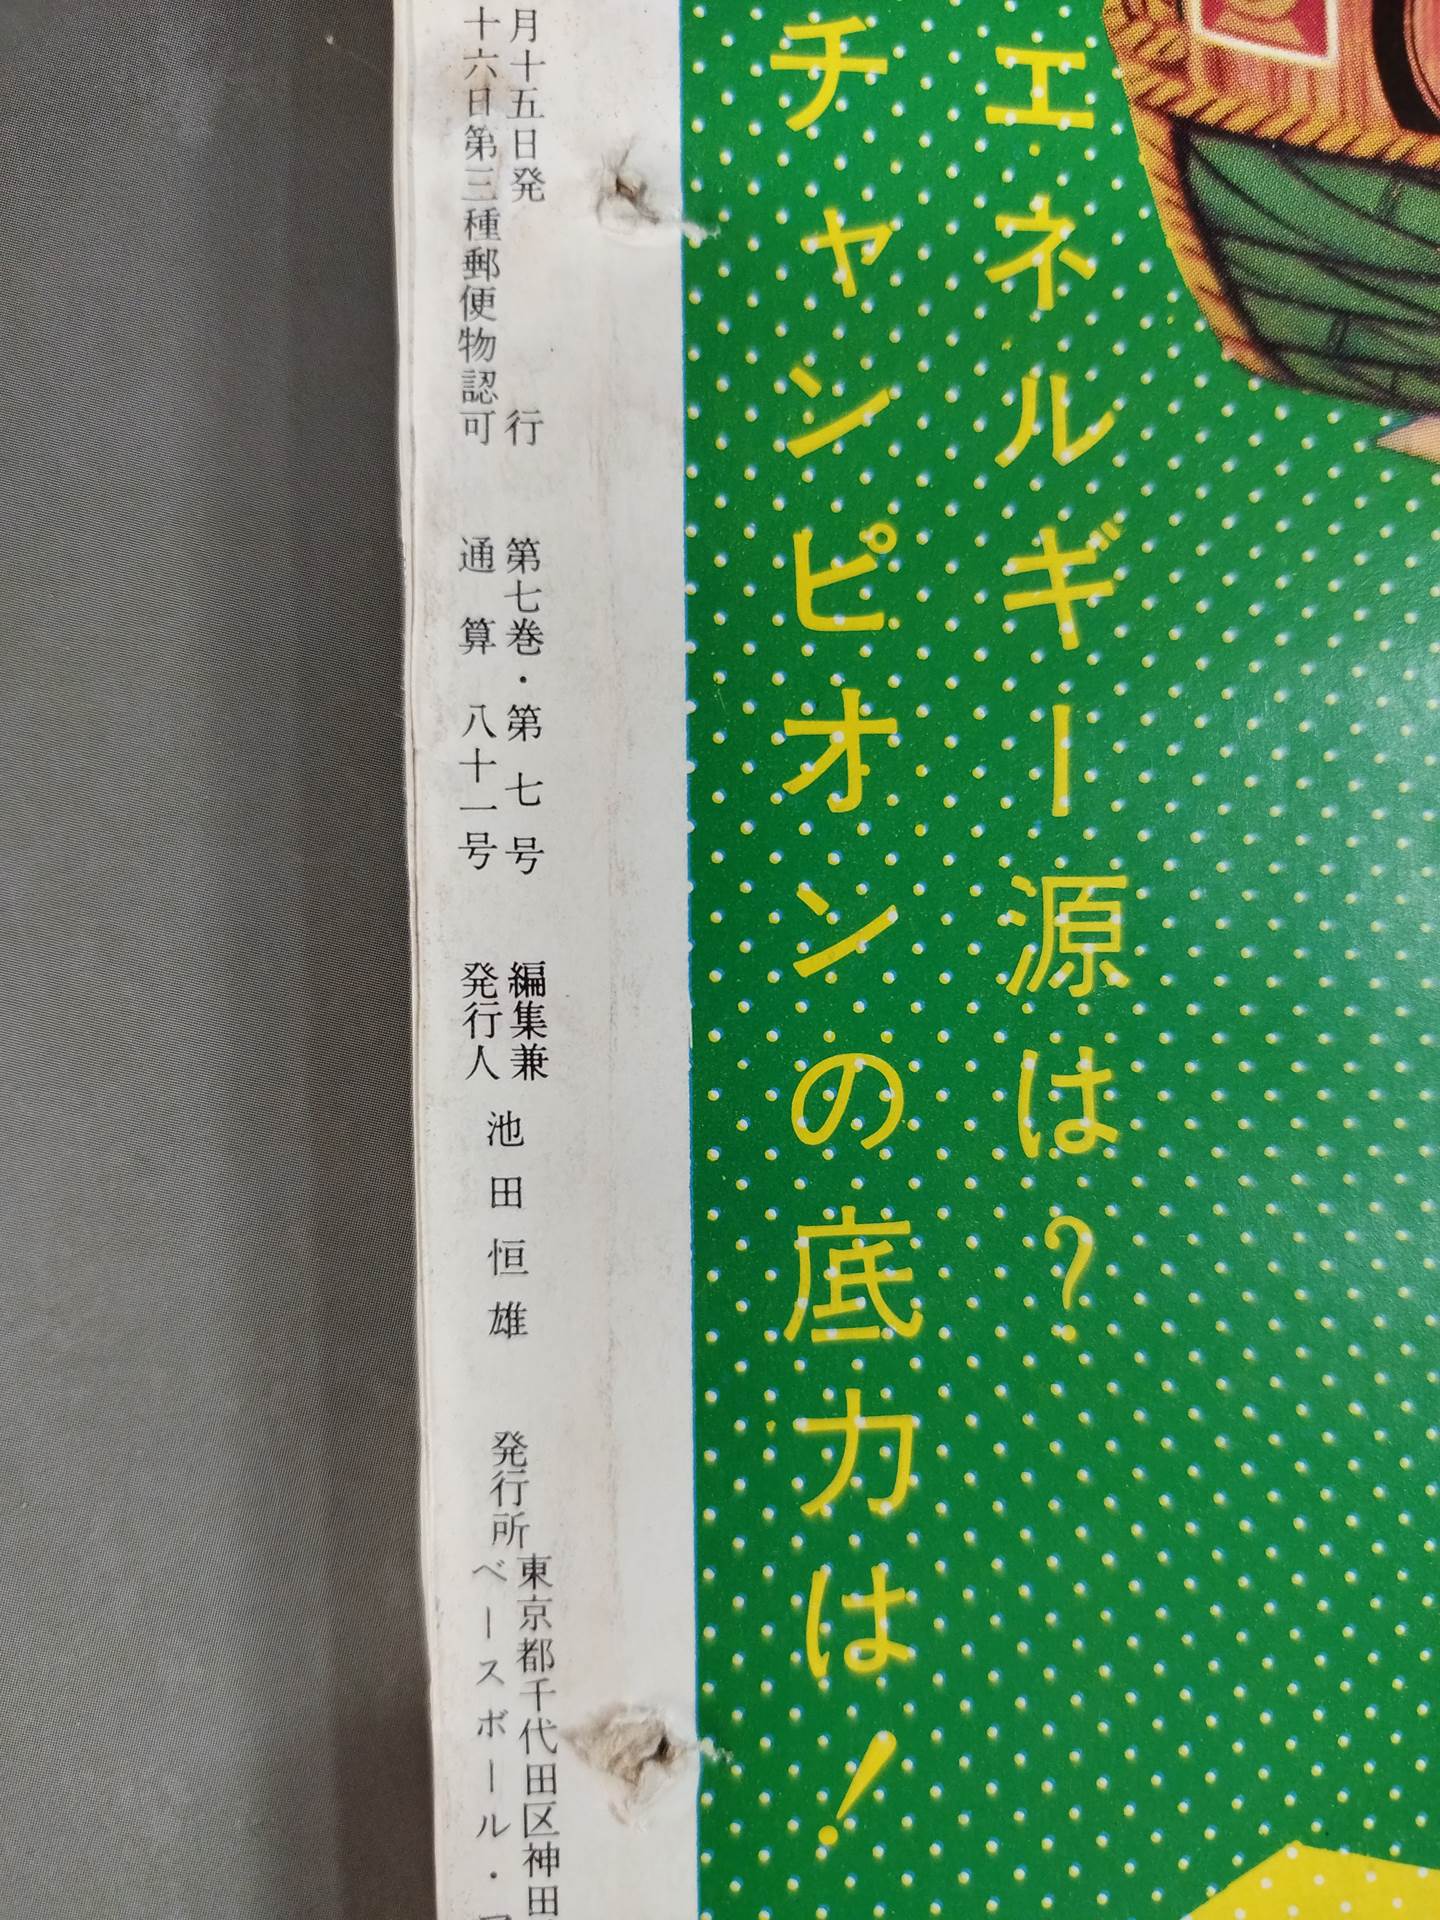 エネルギー源は?
チャンピオンの底力は!
月十五日発行 第七巻・第七号 編集兼
十六日第三種郵便物認可 通算八十一号 発行人
池田恒雄 発行所
東京都千代田区神田
ベースボール・